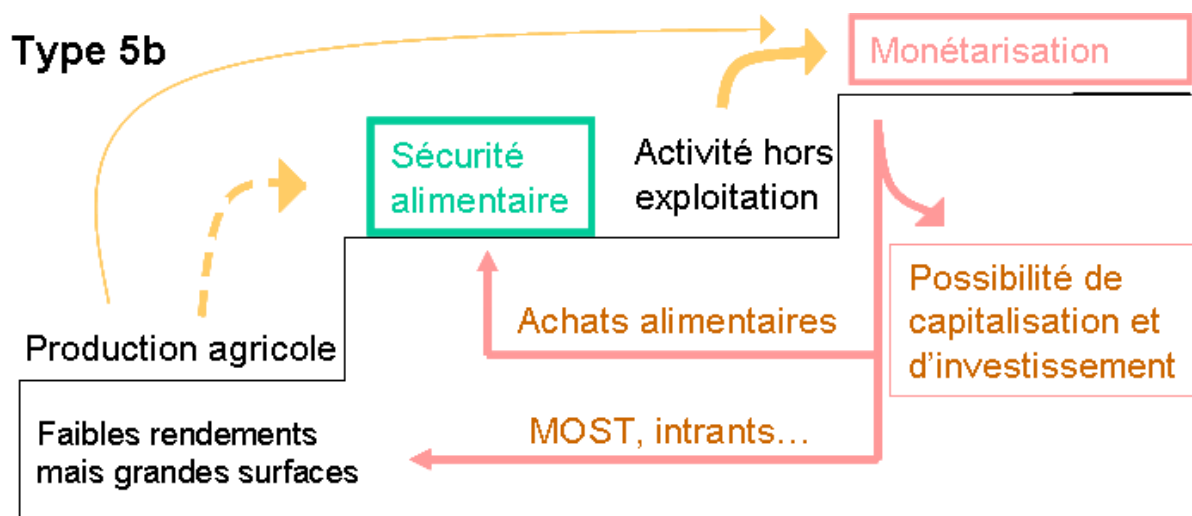 Type 5b
Monétarisation
Sécurité
alimentaire
Activité hors
exploitation
Possibilité de
capitalisation et
d'investissement
Achats alimentaires
Production agricole
MOST, intrants…
Faibles rendements
mais grandes surfaces